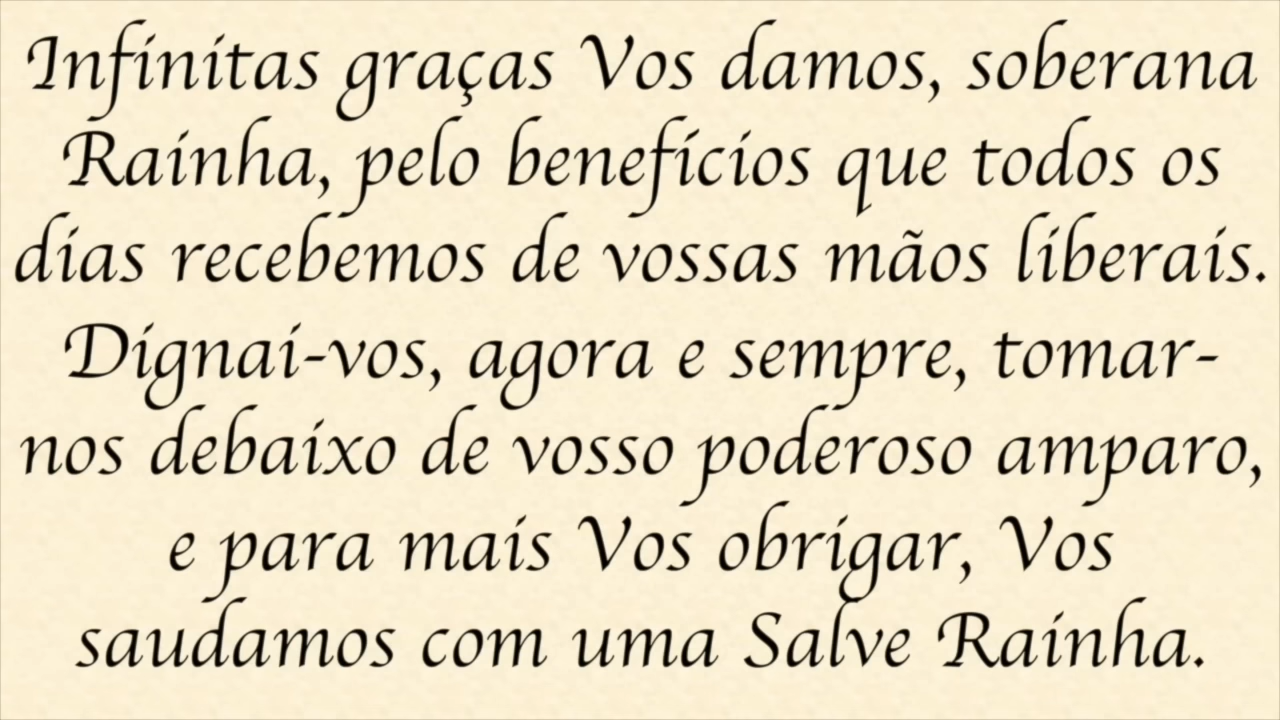 Infinitas graças Vos damos, soberana
Rainha, pelo benefícios que todos os
dias recebemos de vossas mãos liberais.
Dignai-vos, agora e sempre, tomar-
nos debaixo de vosso poderoso amparo,
e para mais Vos obrigar, Vos
saudamos com uma Salve Rainha.